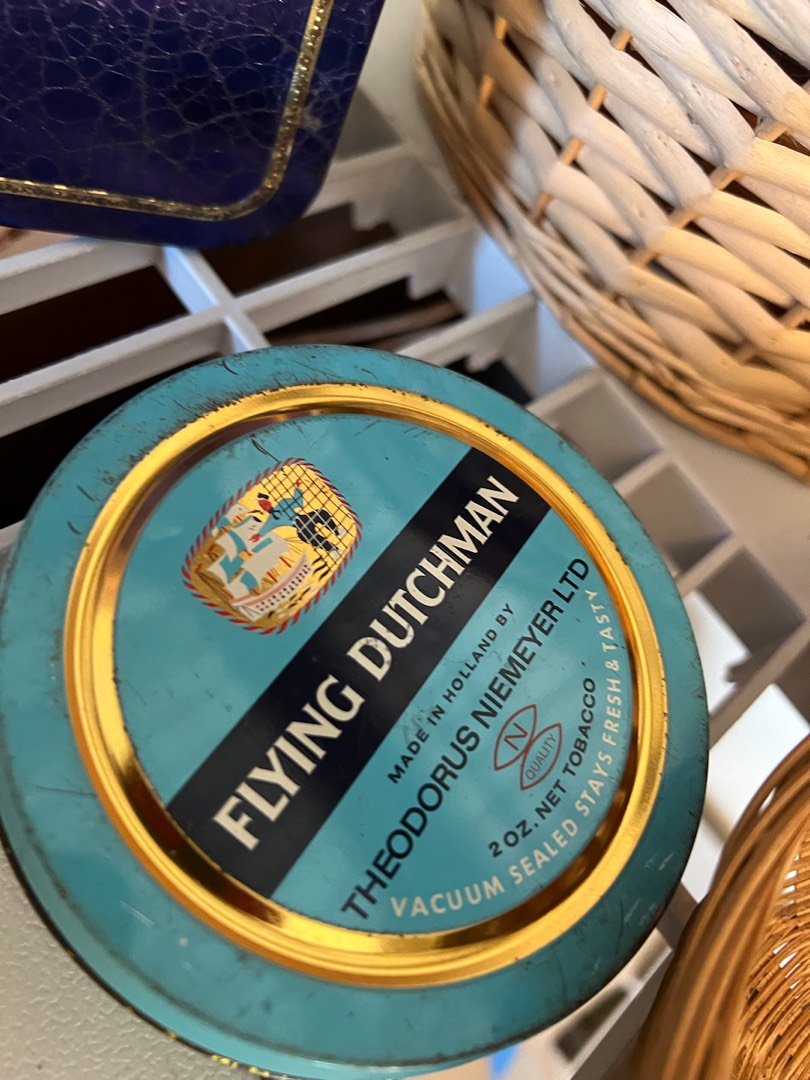 FLYING DUTCHMAN
MADE IN HOLLAND BY
THEODORUS NIEMEYER LTD
N
QUALITY
2 OZ. NET TOBACCO
VACUUM SEALED STAYS FRESH & TASTY